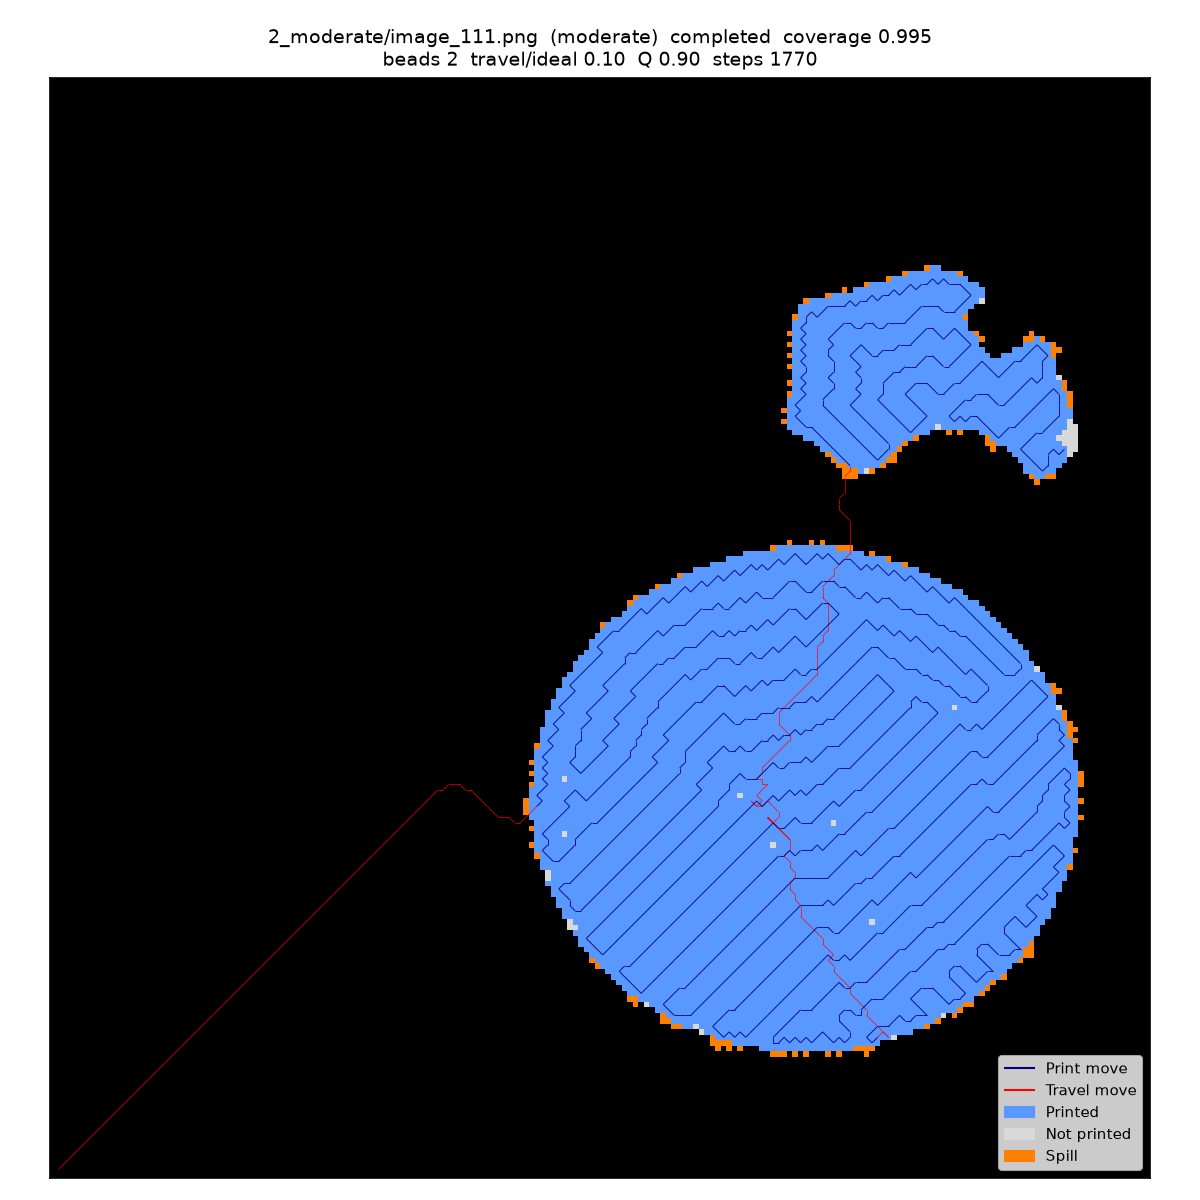 2_moderate/image_111.png  (moderate)  completed  coverage 0.995
beads 2  travel/ideal 0.10  Q 0.90  steps 1770
Print move
Travel move
Printed
Not printed
Spill